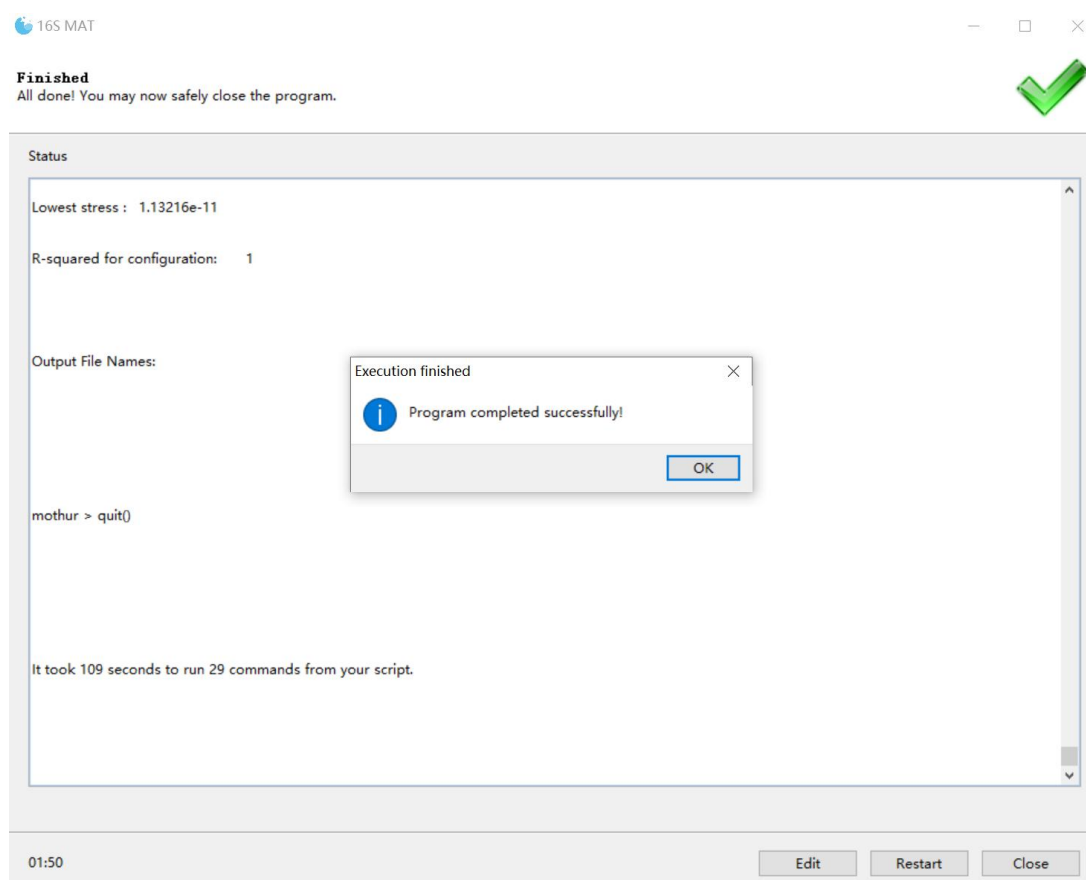 16S MAT
Finished
All done! You may now safely close the program.
Status
Lowest stress : 1.13216e-11
R-squared for configuration: 1
Output File Names:
Execution finished
Program completed successfully!
OK
mothur > quit()
It took 109 seconds to run 29 commands from your script.
01:50
Edit
Restart
Close